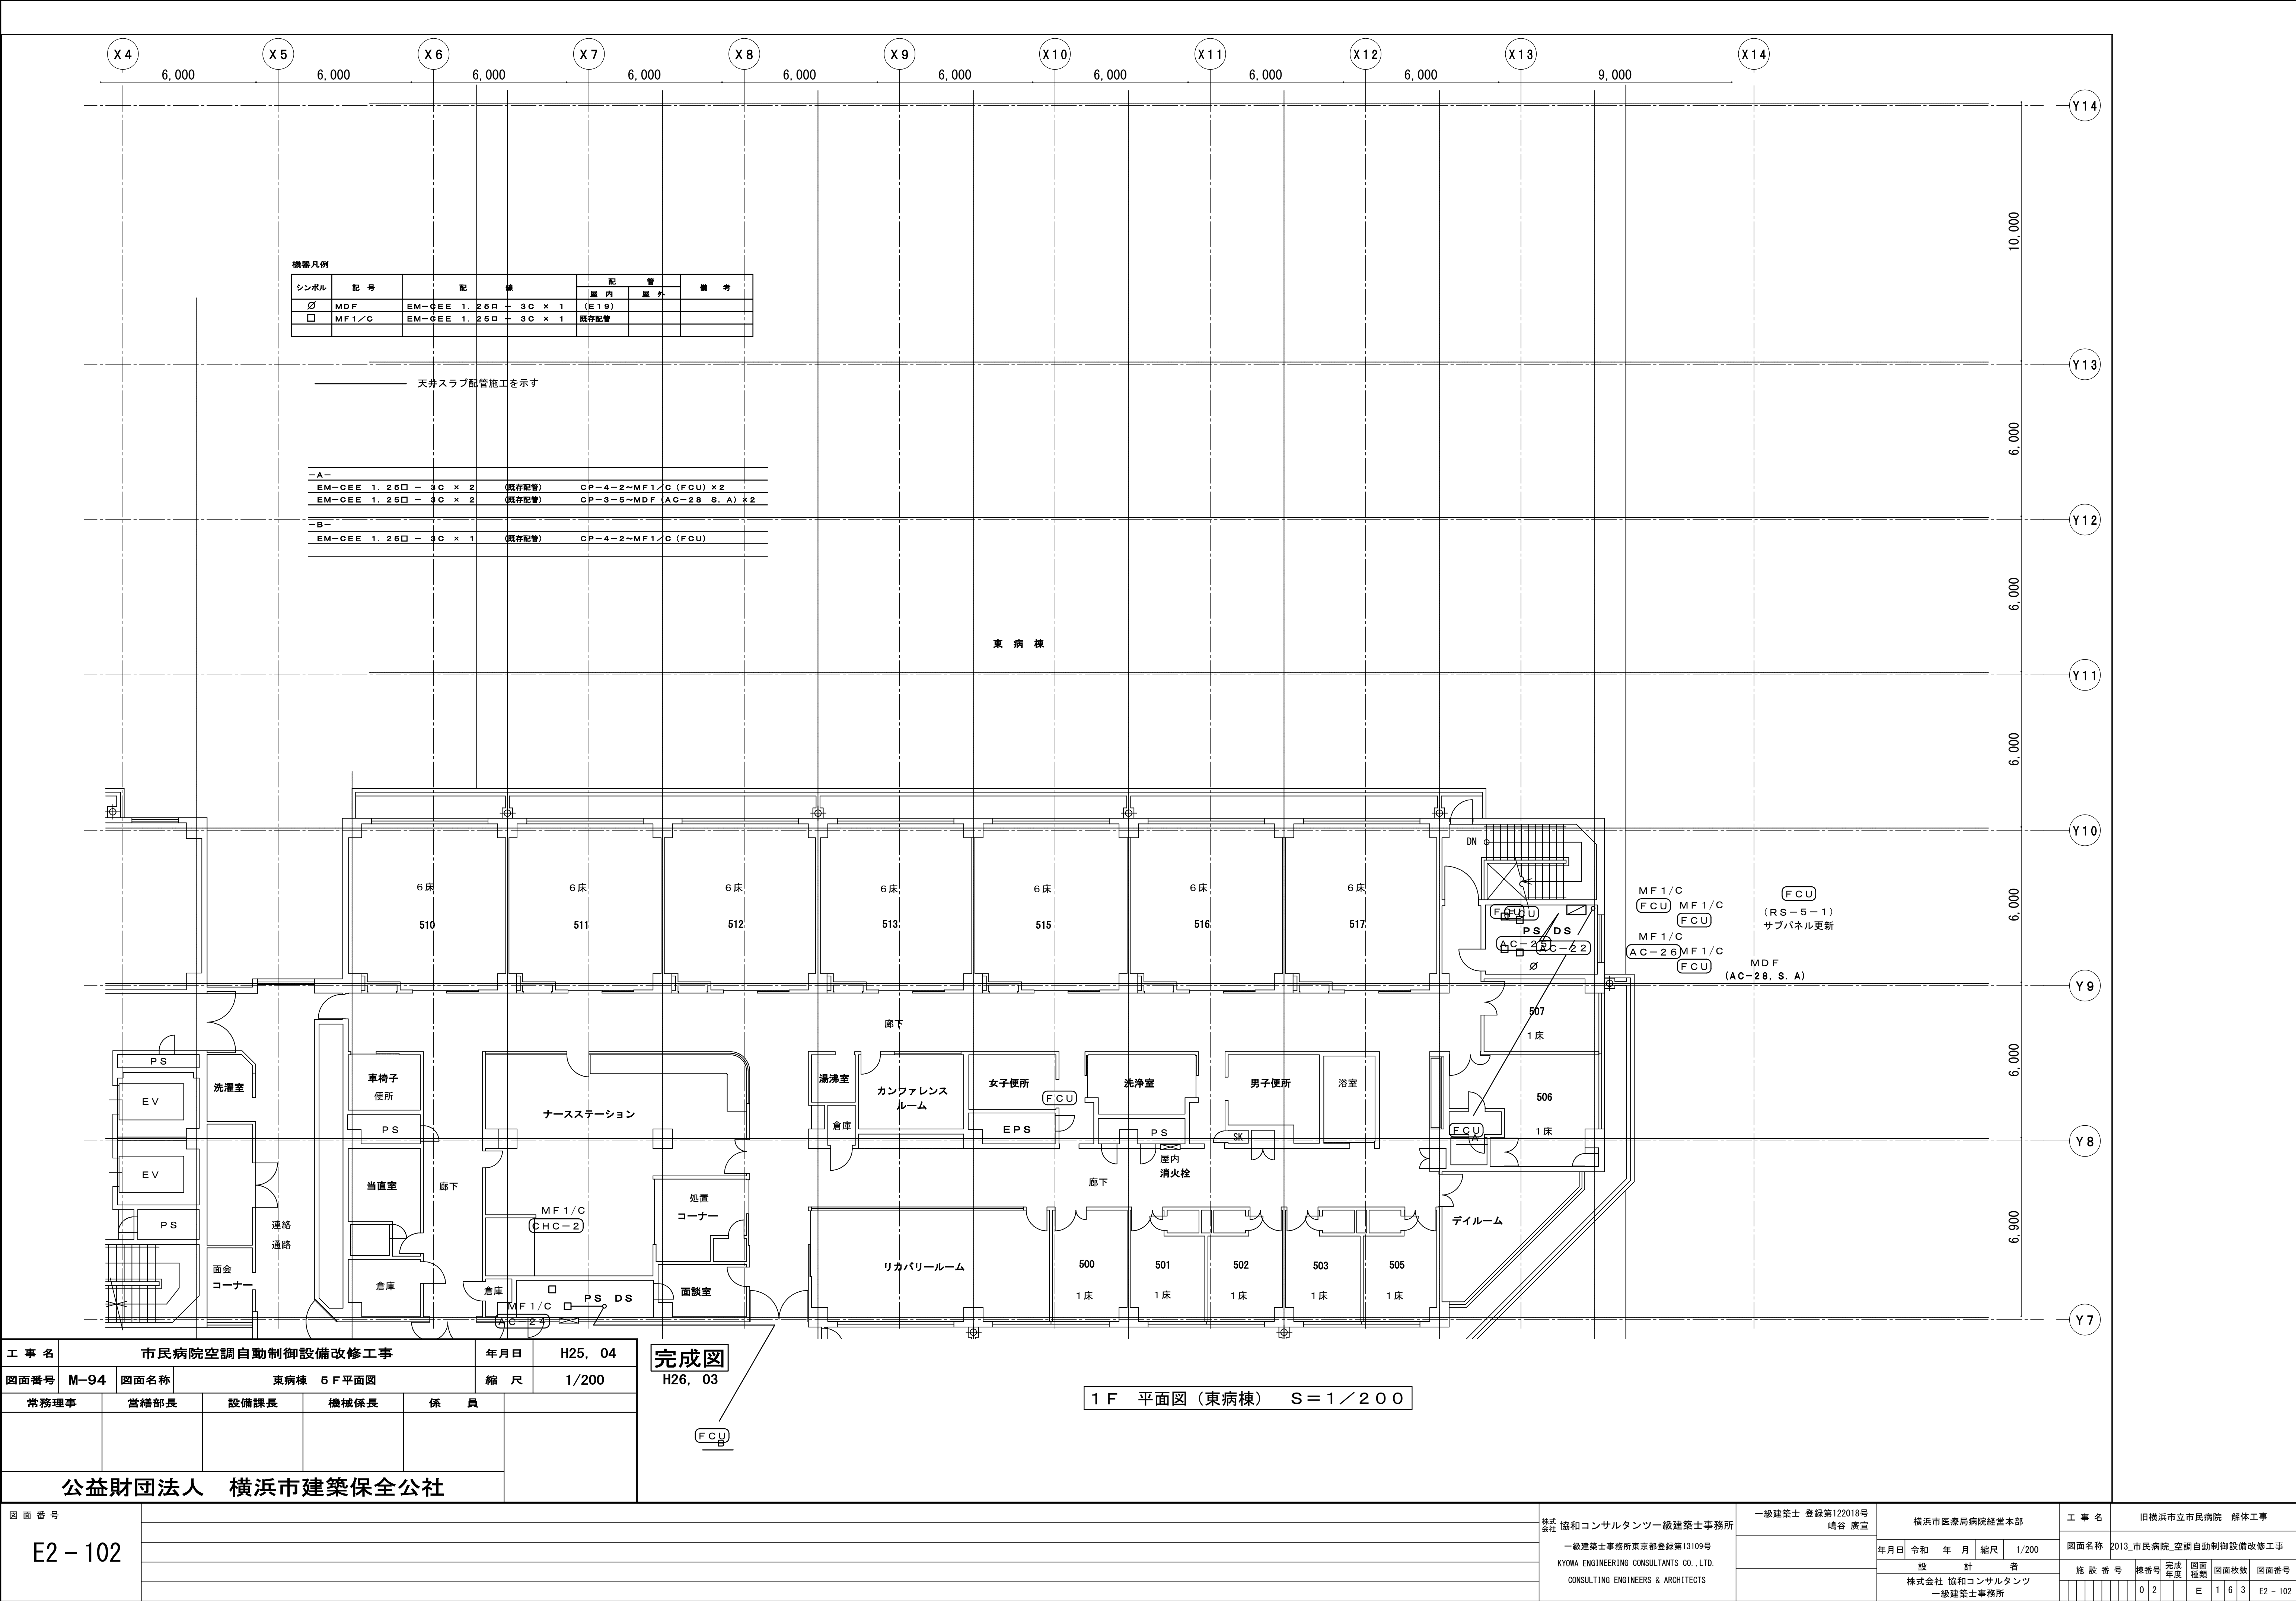 X4 X5 X6 X7 X8 X9 X10 X11 X12 X13 X14
6,000 6,000 6,000 6,000 6,000 6,000 6,000 6,000 6,000 9,000
Y14
10,000
Y13
6,000
Y12
6,000
Y11
6,000
Y10
6,000
Y9
6,000
Y8
6,900
Y7
機器凡例
シンボル 記 号 配 線 配 管 備 考
屋 内 屋 外
MDF EM-CEE 1.25□ - 3C × 1 (E19)
MF1/C EM-CEE 1.25□ - 3C × 1 既存配管
天井スラブ配管施工を示す
-A-
EM-CEE 1.25□ - 3C × 2 (既存配管) CP-4-2~MF1/C(FCU)×2
EM-CEE 1.25□ - 3C × 2 (既存配管) CP-3-5~MDF(AC-28 S.A)×2
-B-
EM-CEE 1.25□ - 3C × 1 (既存配管) CP-4-2~MF1/C(FCU)
東 病 棟
DN
6床 6床 6床 6床 6床 6床 6床
510 511 512 513 515 516 517
FCU FCU
PS DS
AC-25 AC-22
MF1/C
FCU
MF1/C
FCU
MF1/C
AC-26
MF1/C
FCU
FCU
(RS-5-1)
サブパネル更新
MDF
(AC-28,S.A)
廊下
507
1床
506
1床
PS
EV
EV
PS
洗濯室
車椅子
便所
PS
当直室
廊下
倉庫
連絡
通路
面会
コーナー
ナースステーション
処置
コーナー
MF1/C
CHC-2
面談室
倉庫
MF1/C
AC-24
PS DS
湯沸室
倉庫
カンファレンス
ルーム
女子便所
FCU
EPS
洗浄室
PS
屋内
消火栓
男子便所
浴室
SK
廊下
FCU
A
デイルーム
リカバリールーム
500 501 502 503 505
1床 1床 1床 1床 1床
FCU
B
工 事 名 市民病院空調自動制御設備改修工事 年月日 H25, 04
図面番号 M-94 図面名称 東病棟 5F平面図 縮 尺 1/200
常務理事 営繕部長 設備課長 機械係長 係 員
公益財団法人 横浜市建築保全公社
完成図
H26, 03
1F 平面図(東病棟) S=1/200
図 面 番 号
E2-102
株式会社 協和コンサルタンツ一級建築士事務所
一級建築士事務所東京都登録第13109号
KYOWA ENGINEERING CONSULTANTS CO.,LTD.
CONSULTING ENGINEERS & ARCHITECTS
一級建築士 登録第122018号
嶋谷 廣宣
横浜市医療局病院経営本部
年月日 令和 年 月 縮尺 1/200
設 計 者
株式会社 協和コンサルタンツ
一級建築士事務所
工 事 名 旧横浜市立市民病院 解体工事
図面名称 2013_市民病院_空調自動制御設備改修工事
施 設 番 号 棟番号 完成年度 図面種類 図面枚数 図面番号
0 2 E 1 6 3 E2 - 102